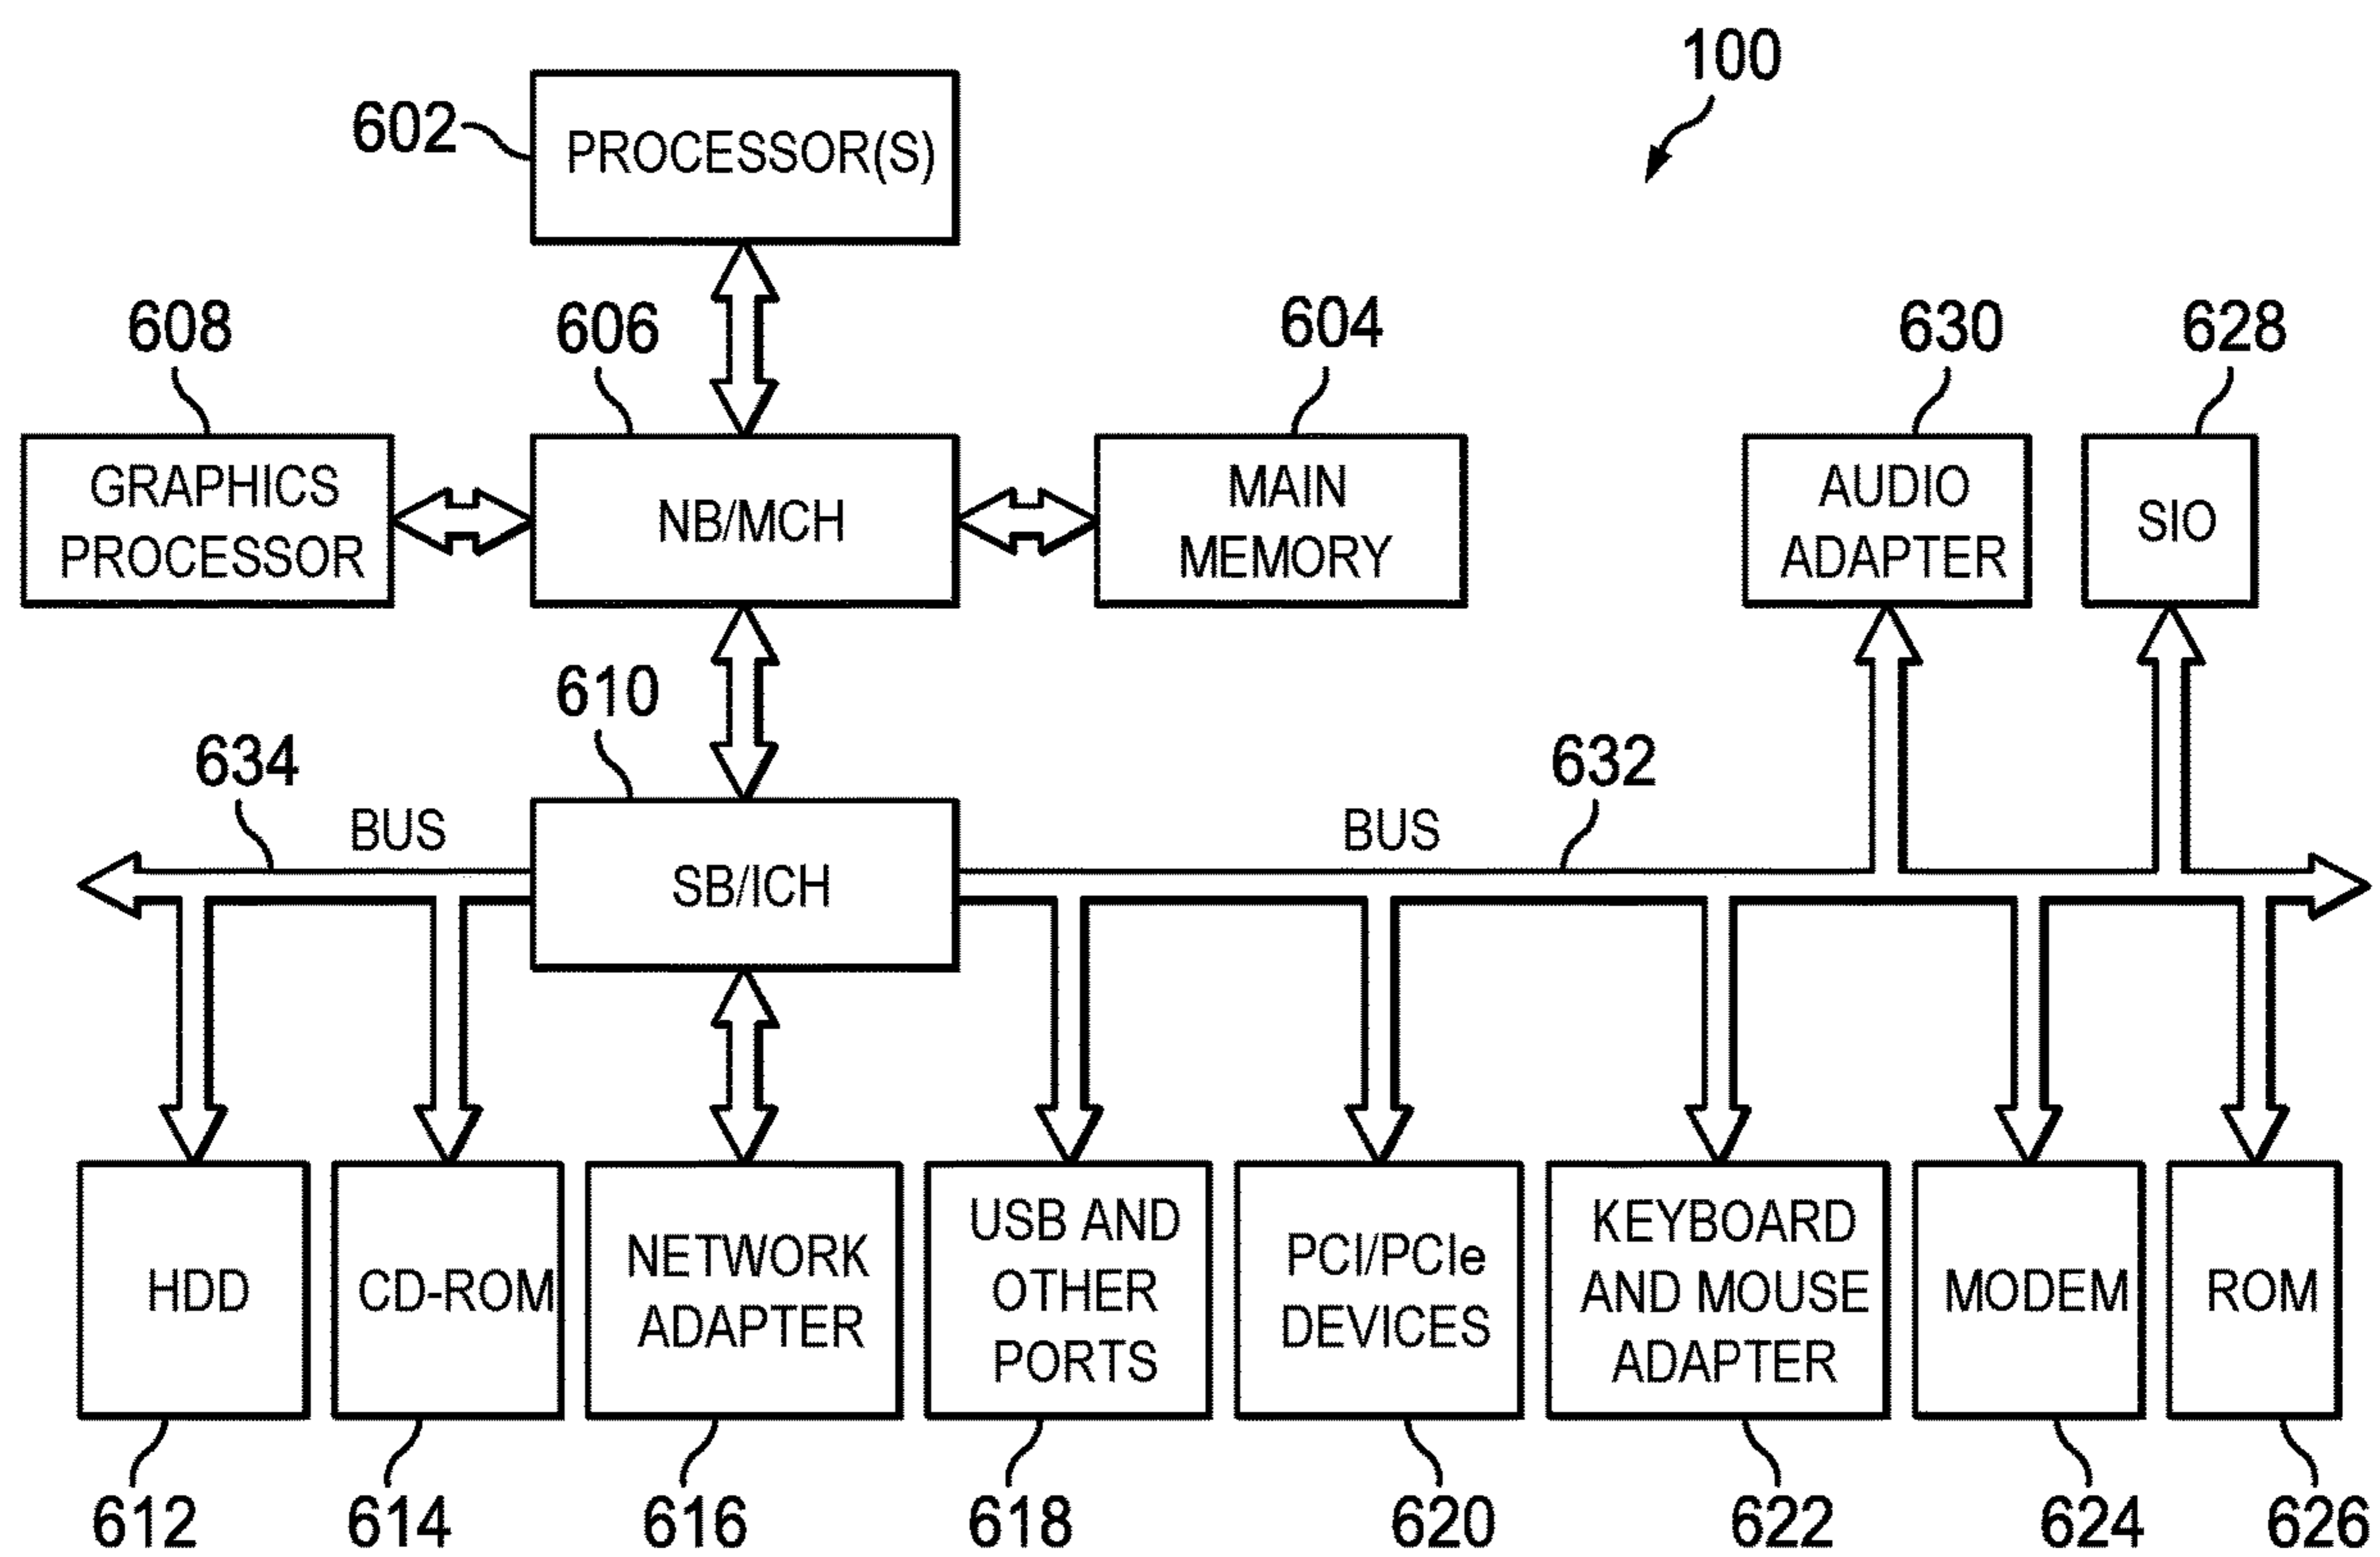 100
602
PROCESSOR(S)
608
606
604
630
628
GRAPHICS
PROCESSOR
NB/MCH
MAIN
MEMORY
AUDIO
ADAPTER
SIO
610
634
BUS
632
BUS
SB/ICH
HDD
CD-ROM
NETWORK
ADAPTER
USB AND
OTHER
PORTS
PCI/PCIe
DEVICES
KEYBOARD
AND MOUSE
ADAPTER
MODEM
ROM
612
614
616
618
620
622
624
626